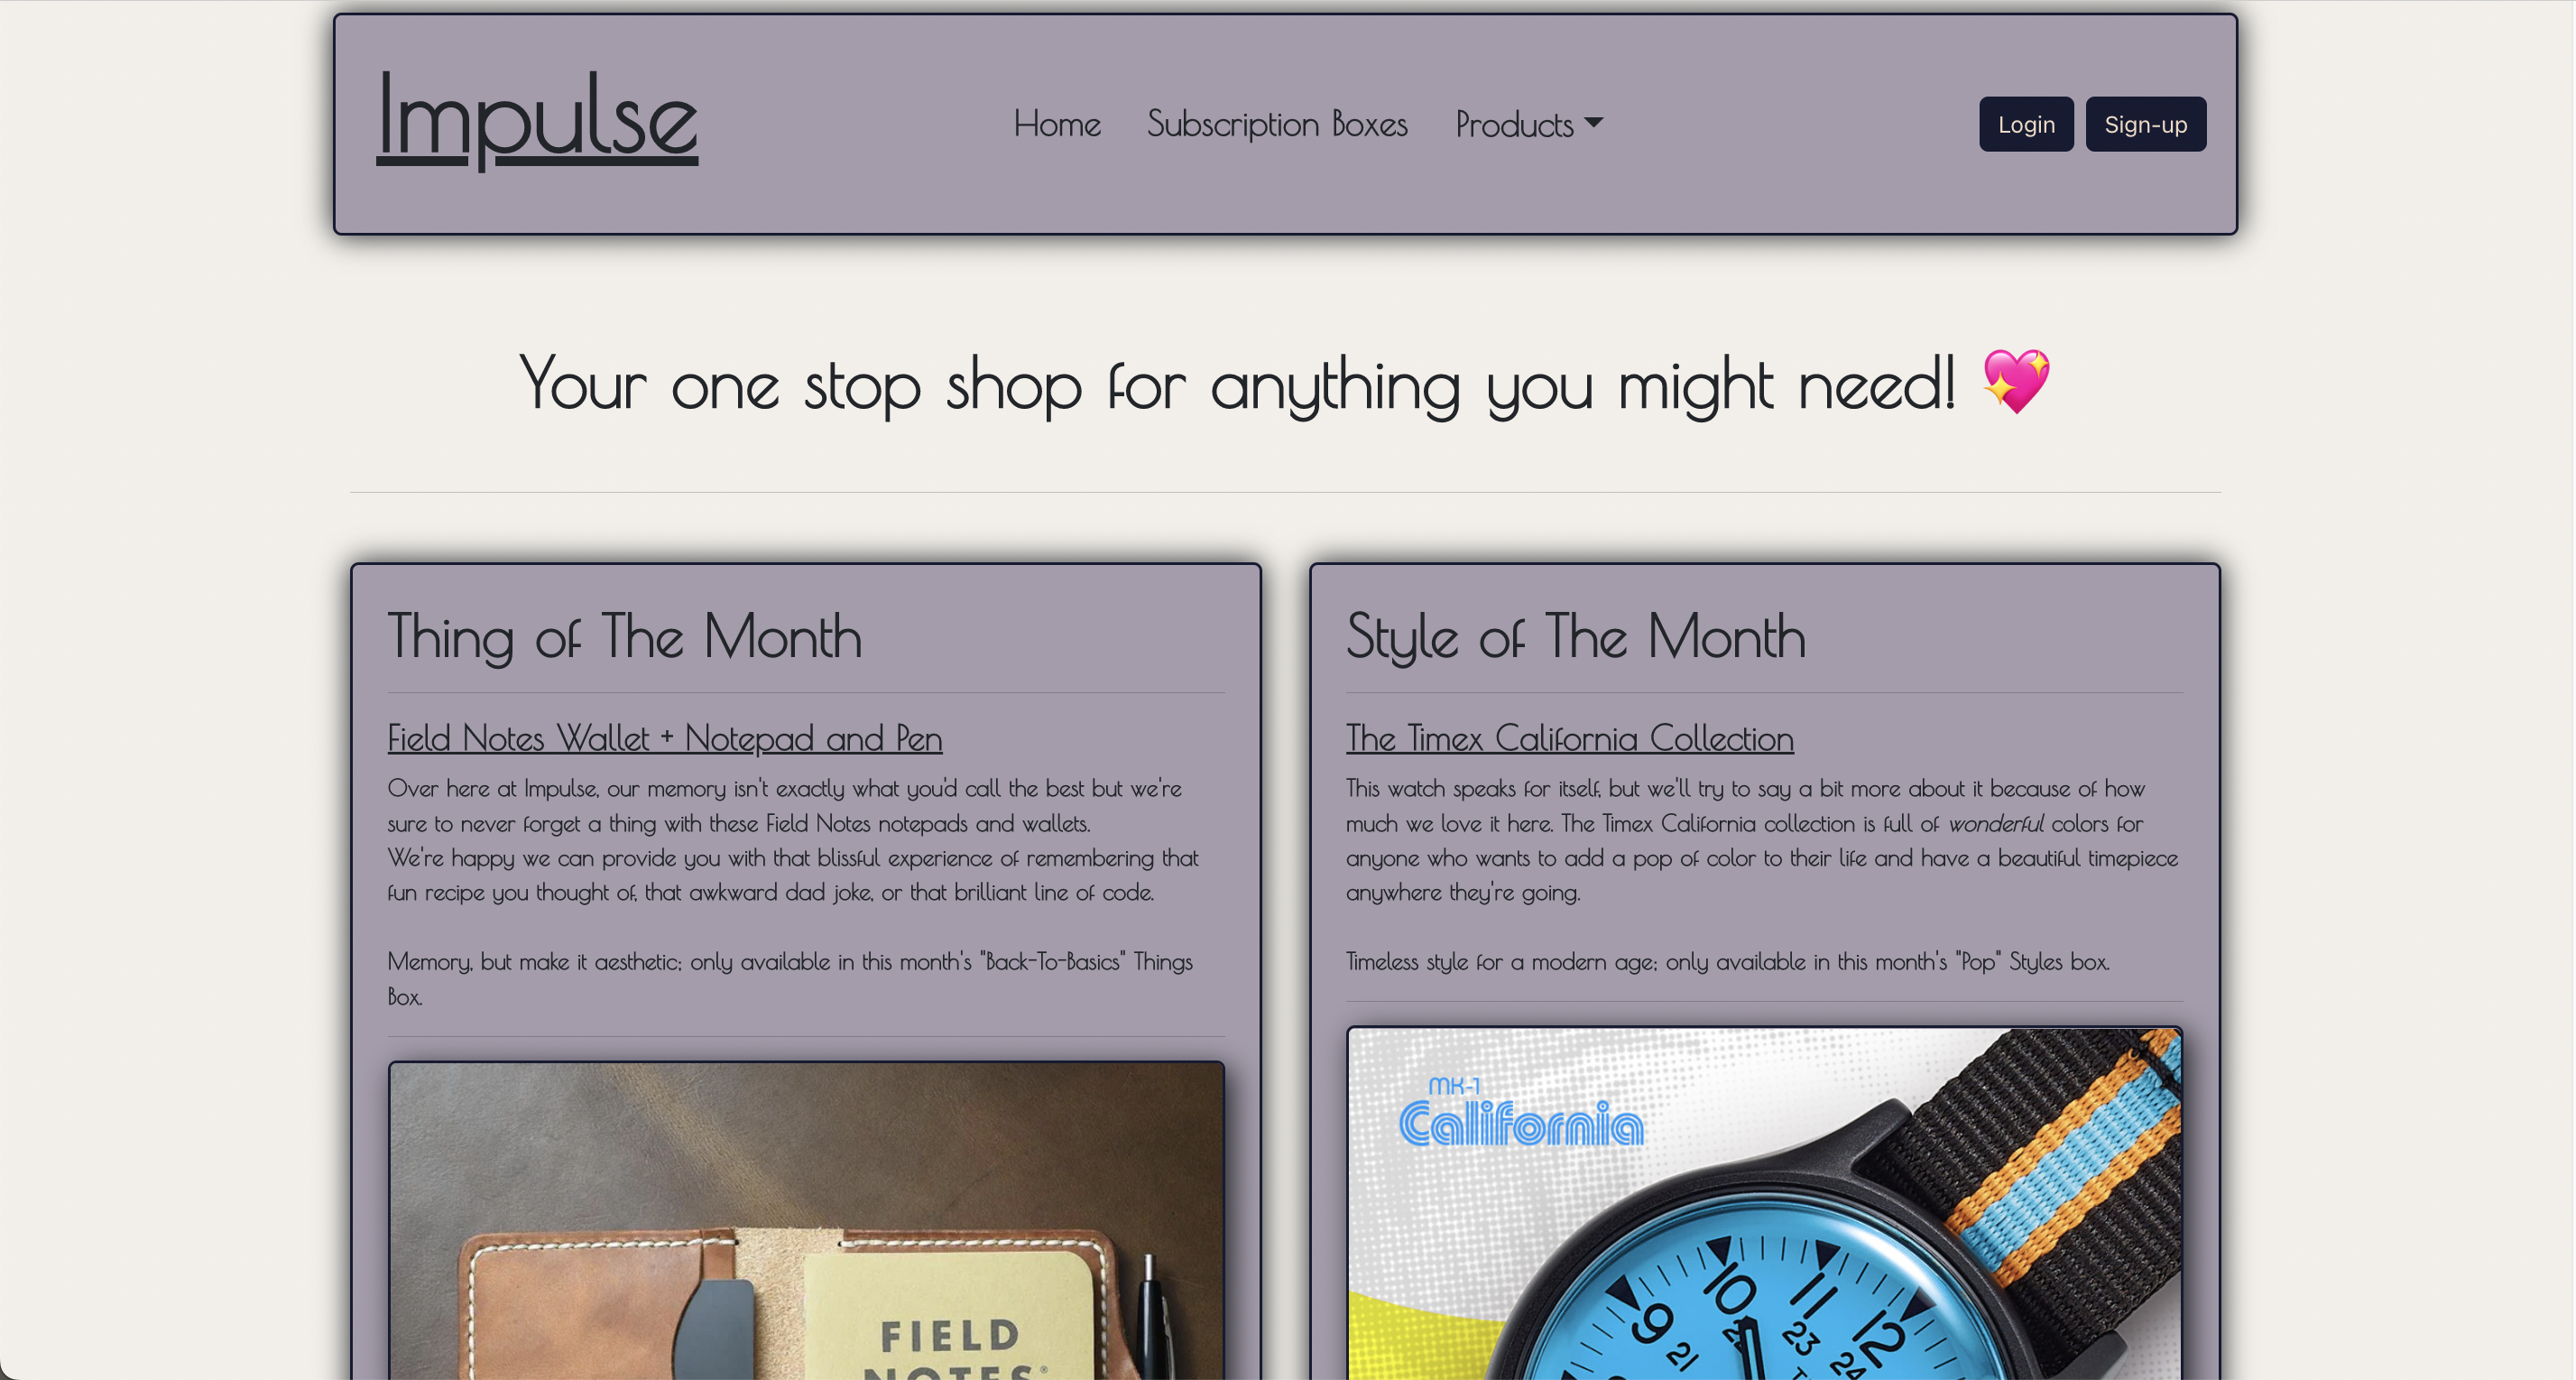 Impulse
Home
Subscription Boxes
Products
Login
Sign-up
Your one stop shop for anything you might need! 💖
Thing of The Month
Field Notes Wallet + Notepad and Pen
Over here at Impulse, our memory isn't exactly what you'd call the best but we're
sure to never forget a thing with these Field Notes notepads and wallets.
We're happy we can provide you with that blissful experience of remembering that
fun recipe you thought of, that awkward dad joke, or that brilliant line of code.
Memory, but make it aesthetic; only available in this month's "Back-To-Basics" Things
Box.
FIELD
NOTES®
Style of The Month
The Timex California Collection
This watch speaks for itself, but we'll try to say a bit more about it because of how
much we love it here. The Timex California collection is full of wonderful colors for
anyone who wants to add a pop of color to their life and have a beautiful timepiece
anywhere they're going.
Timeless style for a modern age; only available in this month's "Pop" Styles box.
MK-1
California
10
11
12
9
21
23
24